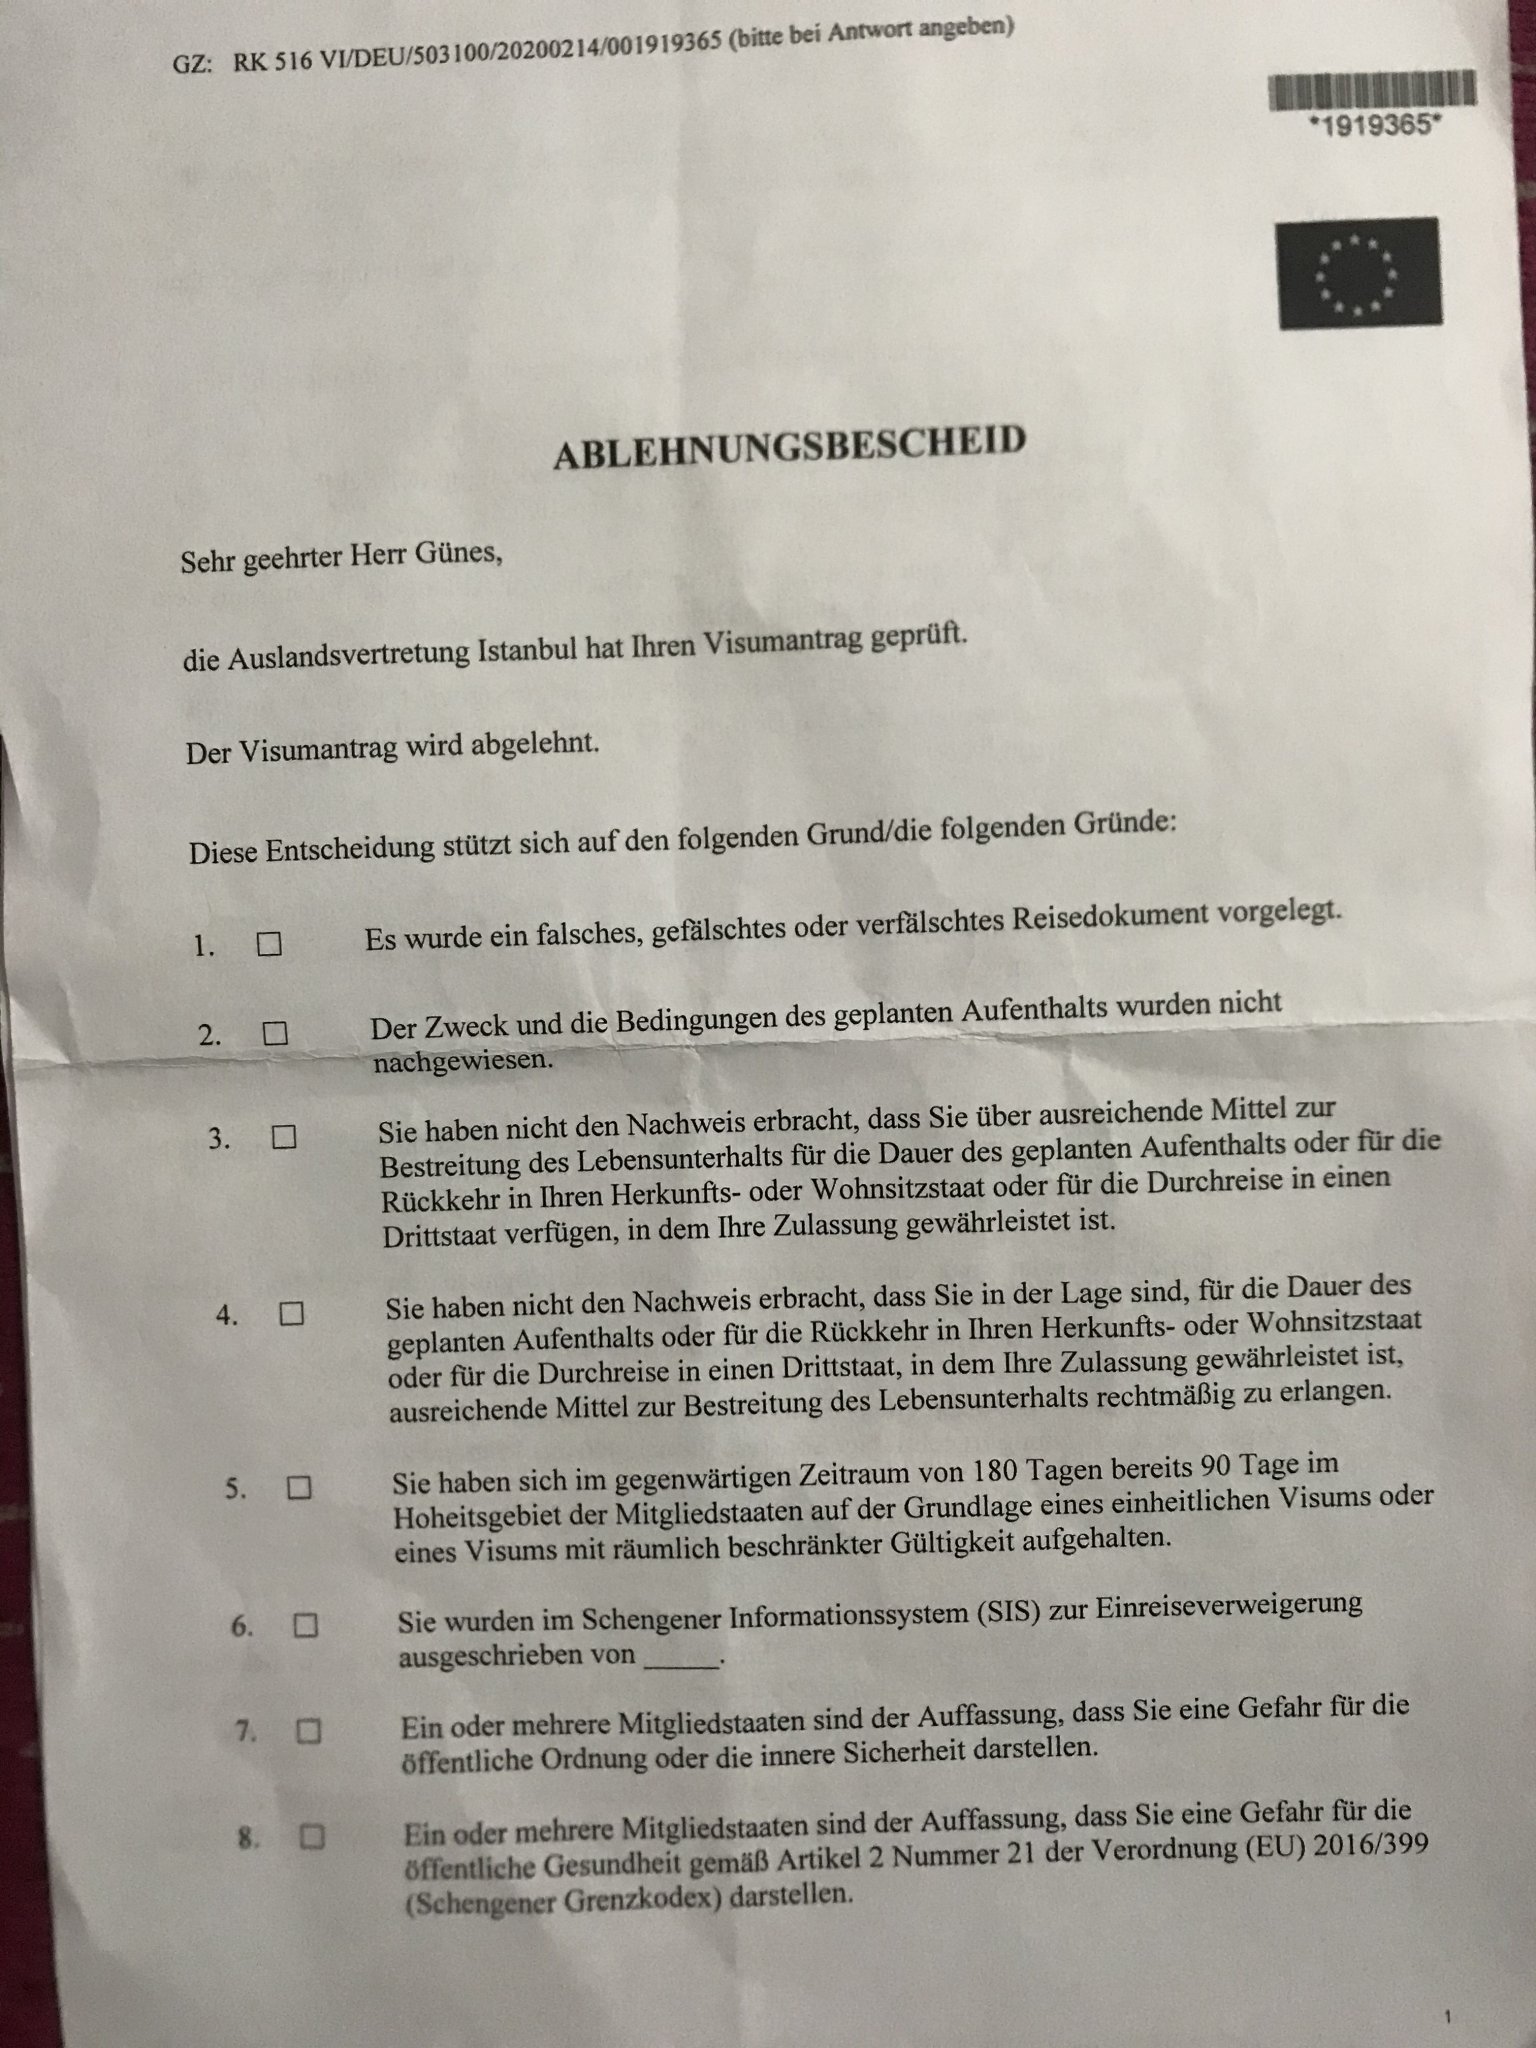 GZ: RK 516 VI/DEU/503100/20200214/001919365 (bitte bei Antwort angeben)
*1919365*
ABLEHNUNGSBESCHEID
Sehr geehrter Herr Günes,
die Auslandsvertretung Istanbul hat Ihren Visumantrag geprüft.
Der Visumantrag wird abgelehnt.
Diese Entscheidung stützt sich auf den folgenden Grund/die folgenden Gründe:
1. ☐ Es wurde ein falsches, gefälschtes oder verfälschtes Reisedokument vorgelegt.
2. ☐ Der Zweck und die Bedingungen des geplanten Aufenthalts wurden nicht
nachgewiesen.
3. ☐ Sie haben nicht den Nachweis erbracht, dass Sie über ausreichende Mittel zur
Bestreitung des Lebensunterhalts für die Dauer des geplanten Aufenthalts oder für die
Rückkehr in Ihren Herkunfts- oder Wohnsitzstaat oder für die Durchreise in einen
Drittstaat verfügen, in dem Ihre Zulassung gewährleistet ist.
4. ☐ Sie haben nicht den Nachweis erbracht, dass Sie in der Lage sind, für die Dauer des
geplanten Aufenthalts oder für die Rückkehr in Ihren Herkunfts- oder Wohnsitzstaat
oder für die Durchreise in einen Drittstaat, in dem Ihre Zulassung gewährleistet ist,
ausreichende Mittel zur Bestreitung des Lebensunterhalts rechtmäßig zu erlangen.
5. ☐ Sie haben sich im gegenwärtigen Zeitraum von 180 Tagen bereits 90 Tage im
Hoheitsgebiet der Mitgliedstaaten auf der Grundlage eines einheitlichen Visums oder
eines Visums mit räumlich beschränkter Gültigkeit aufgehalten.
6. ☐ Sie wurden im Schengener Informationssystem (SIS) zur Einreiseverweigerung
ausgeschrieben von _____.
7. ☐ Ein oder mehrere Mitgliedstaaten sind der Auffassung, dass Sie eine Gefahr für die
öffentliche Ordnung oder die innere Sicherheit darstellen.
8. ☐ Ein oder mehrere Mitgliedstaaten sind der Auffassung, dass Sie eine Gefahr für die
öffentliche Gesundheit gemäß Artikel 2 Nummer 21 der Verordnung (EU) 2016/399
(Schengener Grenzkodex) darstellen.
1